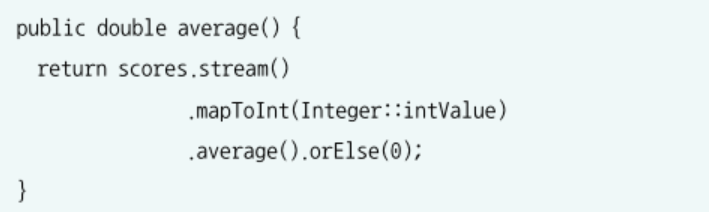 public double average() {
return scores.stream()
.mapToInt(Integer::intValue)
.average().orElse(0);
}